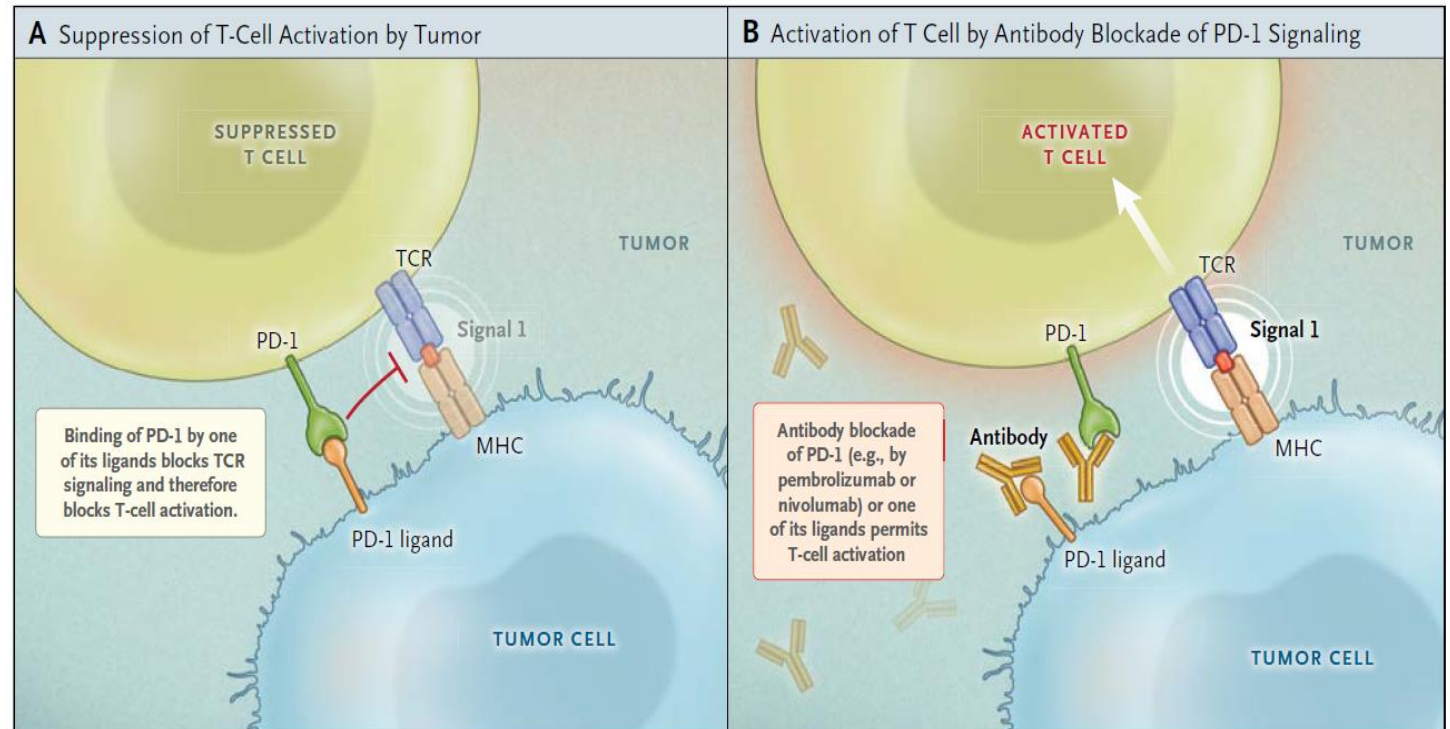 A Suppression of T-Cell Activation by Tumor
SUPPRESSED
T CELL
TUMOR
TCR
Signal 1
PD-1
MHC
Binding of PD-1 by one
of its ligands blocks TCR
signaling and therefore
blocks T-cell activation.
PD-1 ligand
TUMOR CELL
B Activation of T Cell by Antibody Blockade of PD-1 Signaling
ACTIVATED
T CELL
TUMOR
TCR
Signal 1
PD-1
MHC
Antibody
Antibody blockade
of PD-1 (e.g., by
pembrolizumab or
nivolumab) or one
of its ligands permits
T-cell activation
PD-1 ligand
TUMOR CELL